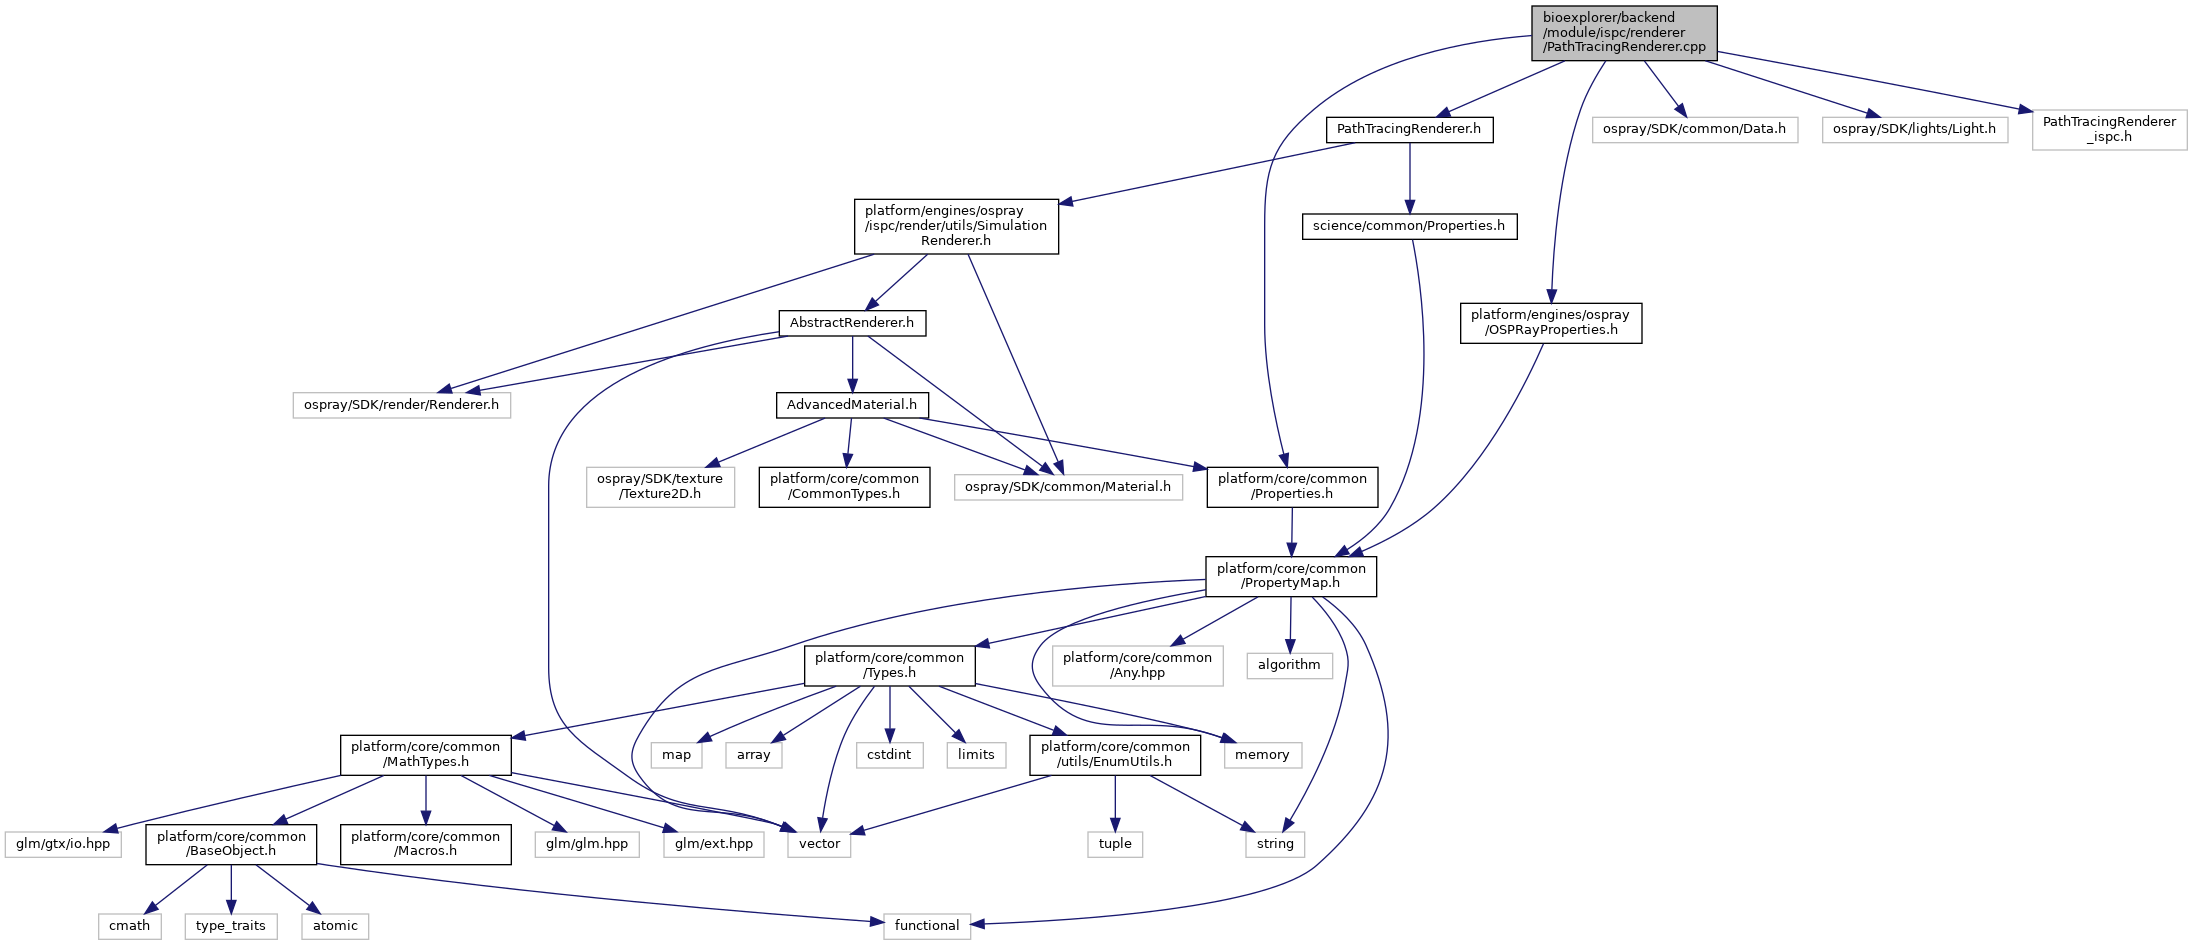 bioexplorer/backend
/module/ispc/renderer
/PathTracingRenderer.cpp
PathTracingRenderer.h
ospray/SDK/common/Data.h
ospray/SDK/lights/Light.h
PathTracingRenderer
_ispc.h
platform/engines/ospray
/ispc/render/utils/Simulation
Renderer.h
science/common/Properties.h
platform/engines/ospray
/OSPRayProperties.h
AbstractRenderer.h
ospray/SDK/render/Renderer.h
AdvancedMaterial.h
ospray/SDK/texture
/Texture2D.h
platform/core/common
/CommonTypes.h
ospray/SDK/common/Material.h
platform/core/common
/Properties.h
platform/core/common
/PropertyMap.h
platform/core/common
/Types.h
platform/core/common
/Any.hpp
algorithm
platform/core/common
/MathTypes.h
map
array
cstdint
limits
platform/core/common
/utils/EnumUtils.h
memory
glm/gtx/io.hpp
platform/core/common
/BaseObject.h
platform/core/common
/Macros.h
glm/glm.hpp
glm/ext.hpp
vector
tuple
string
cmath
type_traits
atomic
functional